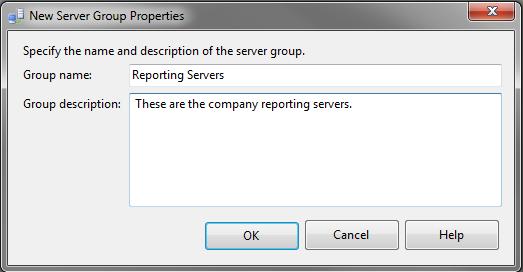 New Server Group Properties
Specify the name and description of the server group.
Group name: Reporting Servers
Group description: These are the company reporting servers.
OK Cancel Help